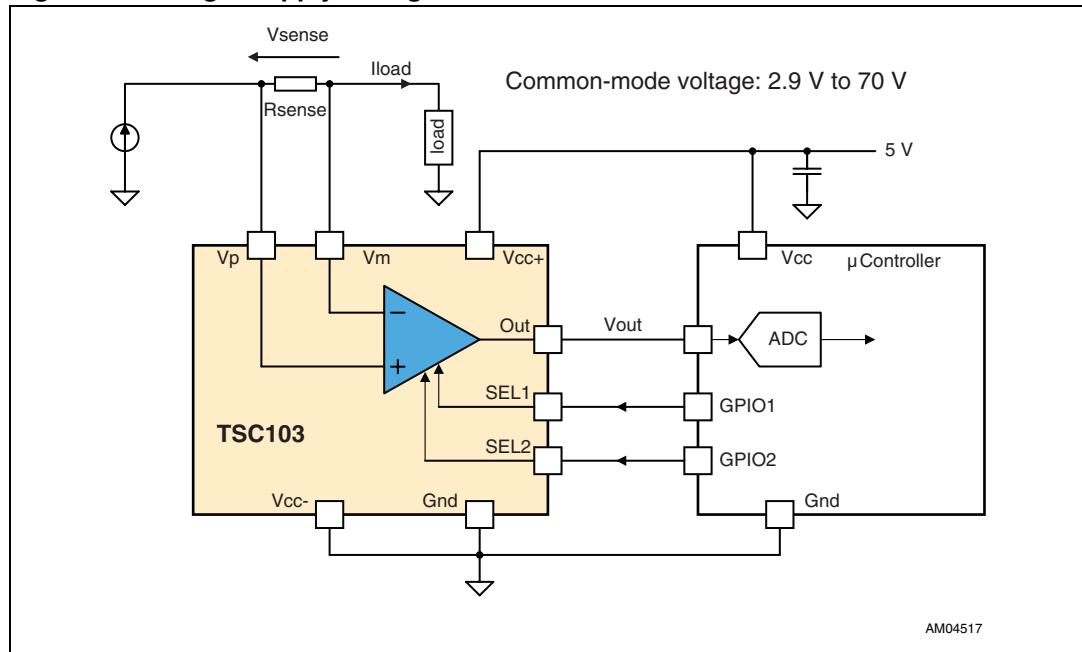 Vsense
Iload
Common-mode voltage: 2.9 V to 70 V
Rsense
load
5 V
Vp
Vm
Vcc+
Vcc
µController
Out
Vout
ADC
SEL1
GPIO1
TSC103
SEL2
GPIO2
Vcc-
Gnd
Gnd
AM04517